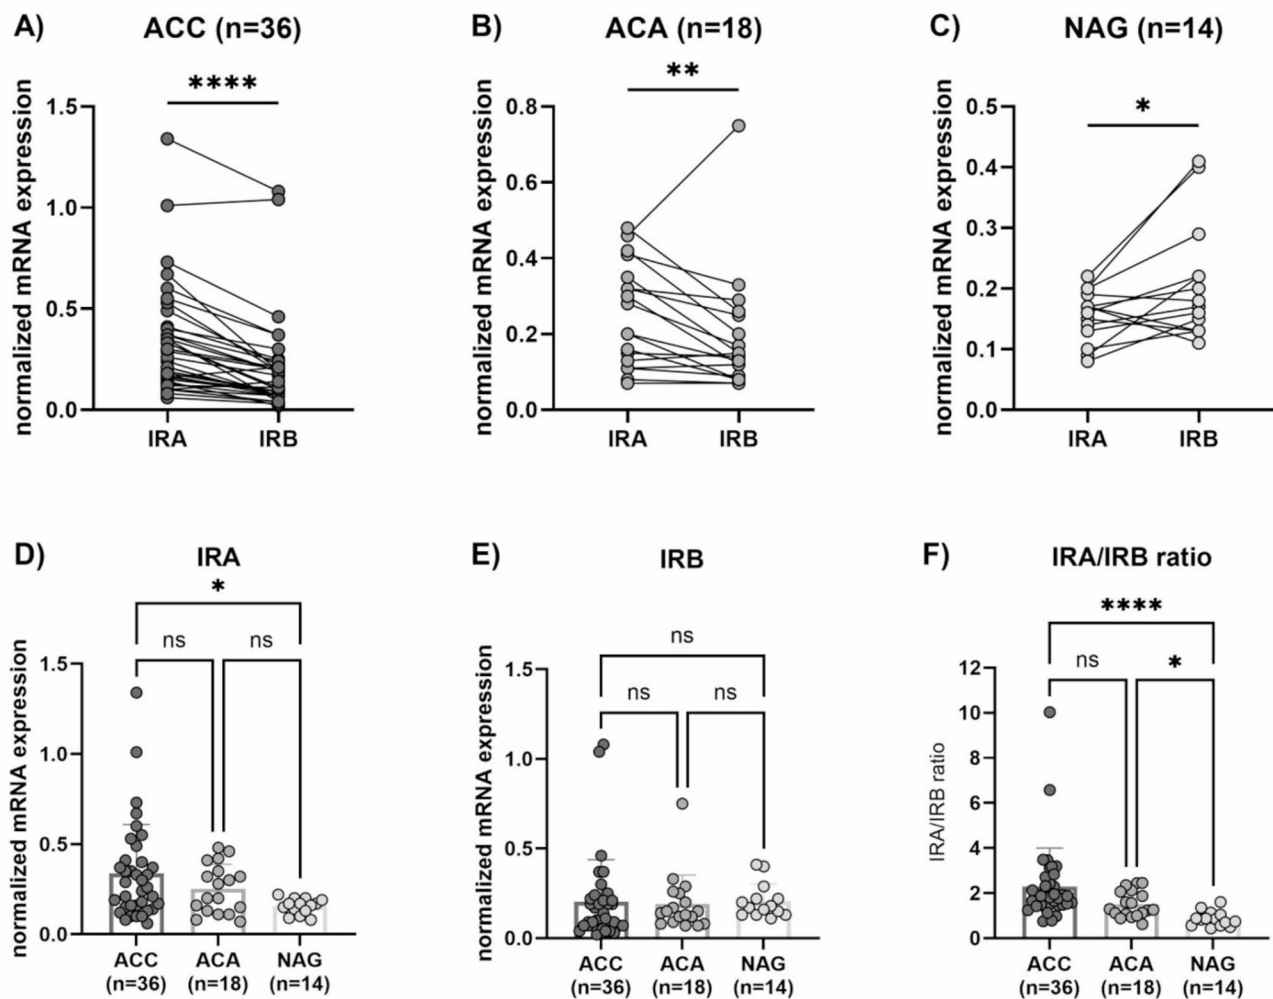 A) ACC (n=36)
****
normalized mRNA expression
1.5
1.0
0.5
0.0
IRA IRB
B) ACA (n=18)
**
normalized mRNA expression
0.8
0.6
0.4
0.2
0.0
IRA IRB
C) NAG (n=14)
*
normalized mRNA expression
0.5
0.4
0.3
0.2
0.1
0.0
IRA IRB
D) IRA
*
ns ns
normalized mRNA expression
1.5
1.0
0.5
0.0
ACC ACA NAG
(n=36) (n=18) (n=14)
E) IRB
ns
ns ns
normalized mRNA expression
1.5
1.0
0.5
0.0
ACC ACA NAG
(n=36) (n=18) (n=14)
F) IRA/IRB ratio
****
ns *
IRA/IRB ratio
12
10
8
6
4
2
0
ACC ACA NAG
(n=36) (n=18) (n=14)